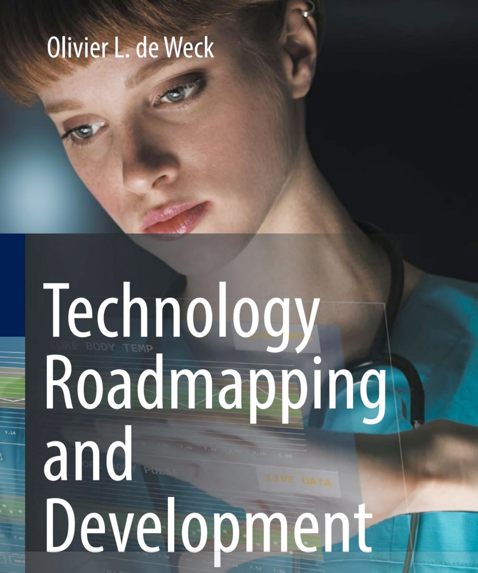 Olivier L. de Weck
Technology
Roadmapping
and
Development
BODY TEMP
LIVE DATA